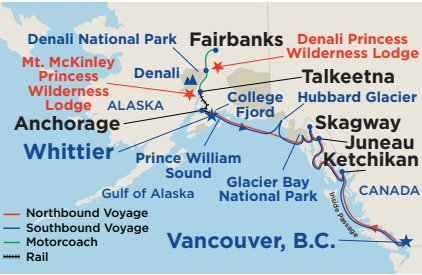 Denali National Park
Fairbanks
Denali Princess
Wilderness Lodge
Mt. McKinley
Princess
Wilderness
Lodge
Denali
Talkeetna
ALASKA
College
Fjord
Hubbard Glacier
Anchorage
Skagway
Whittier
Juneau
Prince William
Sound
Ketchikan
Glacier Bay
National Park
CANADA
Gulf of Alaska
Inside Passage
Northbound Voyage
Southbound Voyage
Motorcoach
Rail
Vancouver, B.C.